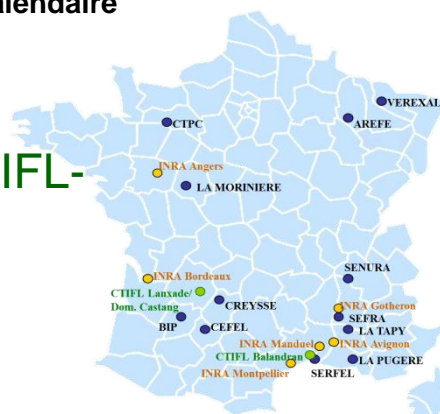 alendaire
VEREXAL
CTPC
AREFE
IFL-
INRA Angers
LA MORINIERE
SENURA
INRA Bordeaux
CTIFL Lanxade/
Dom. Castang
CREYSSE
INRA Gotheron
BIP
CEFEL
SEFRA
LA TAPY
INRA Manduel
INRA Avignon
CTIFL Balandran
LA PUGERE
INRA Montpellier
SERFEL